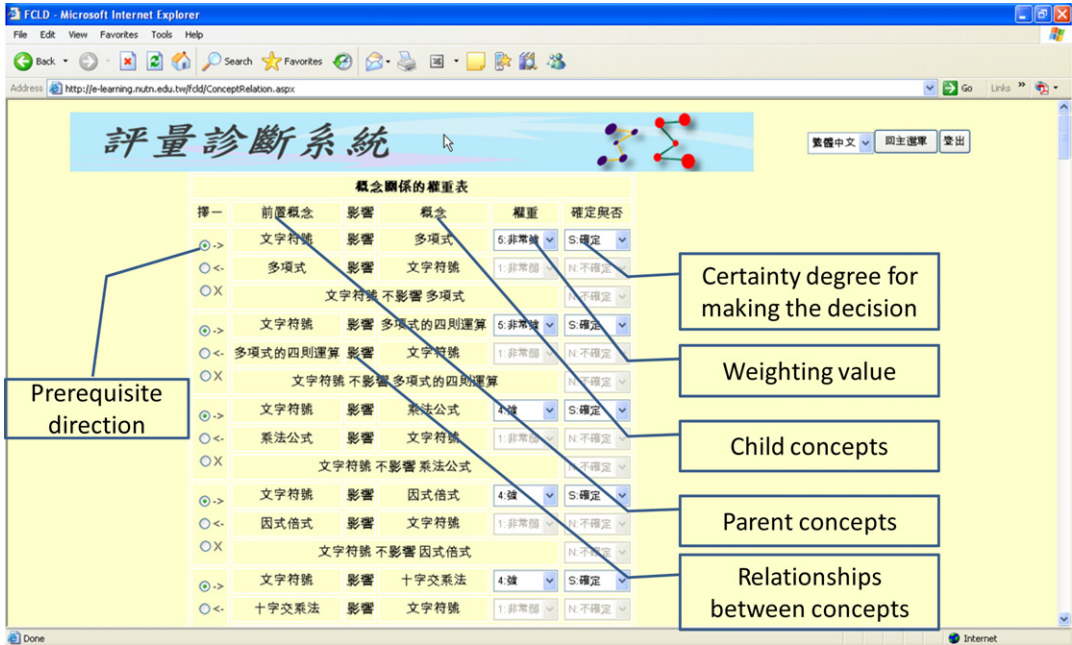 FCLD - Microsoft Internet Explorer
File Edit View Favorites Tools Help
Back Search Favorites
Address http://e-learning.nutn.edu.tw/fcld/ConceptRelation.aspx Go Links
評量診斷系統
繁體中文 回主選單 登出
概念關係的權重表
擇一 前置概念 影響 概念 權重 確定與否
-> 文字符號 影響 多項式 5:非常強 S:確定
<- 多項式 影響 文字符號 1:非常弱 N:不確定
X 文字符號 不影響 多項式 N:不確定
-> 文字符號 影響 多項式的四則運算 5:非常強 S:確定
<- 多項式的四則運算 影響 文字符號 1:非常弱 N:不確定
X 文字符號 不影響 多項式的四則運算 N:不確定
-> 文字符號 影響 乘法公式 4:強 S:確定
<- 乘法公式 影響 文字符號 1:非常弱 N:不確定
X 文字符號 不影響 乘法公式 N:不確定
-> 文字符號 影響 因式倍式 4:強 S:確定
<- 因式倍式 影響 文字符號 1:非常弱 N:不確定
X 文字符號 不影響 因式倍式 N:不確定
-> 文字符號 影響 十字交乘法 4:強 S:確定
<- 十字交乘法 影響 文字符號 1:非常弱 N:不確定
Prerequisite
direction
Certainty degree for
making the decision
Weighting value
Child concepts
Parent concepts
Relationships
between concepts
Done Internet